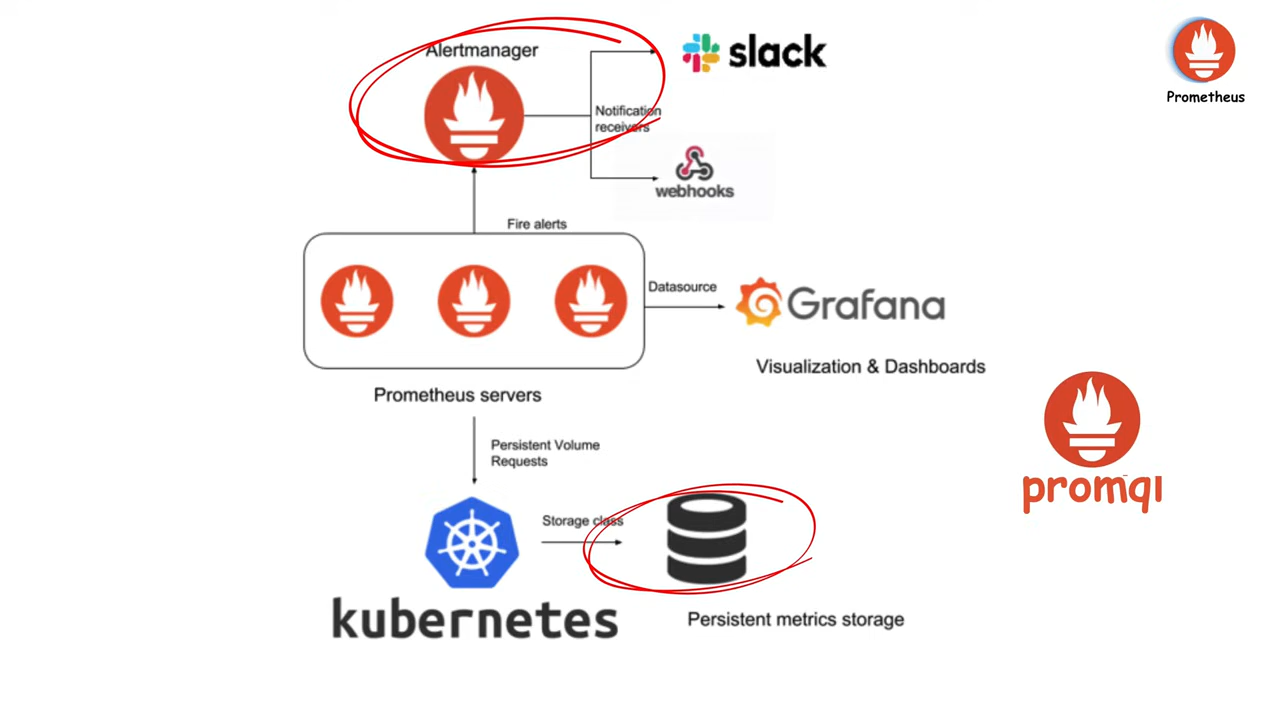 Alertmanager
slack
Prometheus
Notification
receivers
webhooks
Fire alerts
Datasource
Grafana
Visualization & Dashboards
Prometheus servers
Persistent Volume
Requests
promql
Storage class
kubernetes
Persistent metrics storage